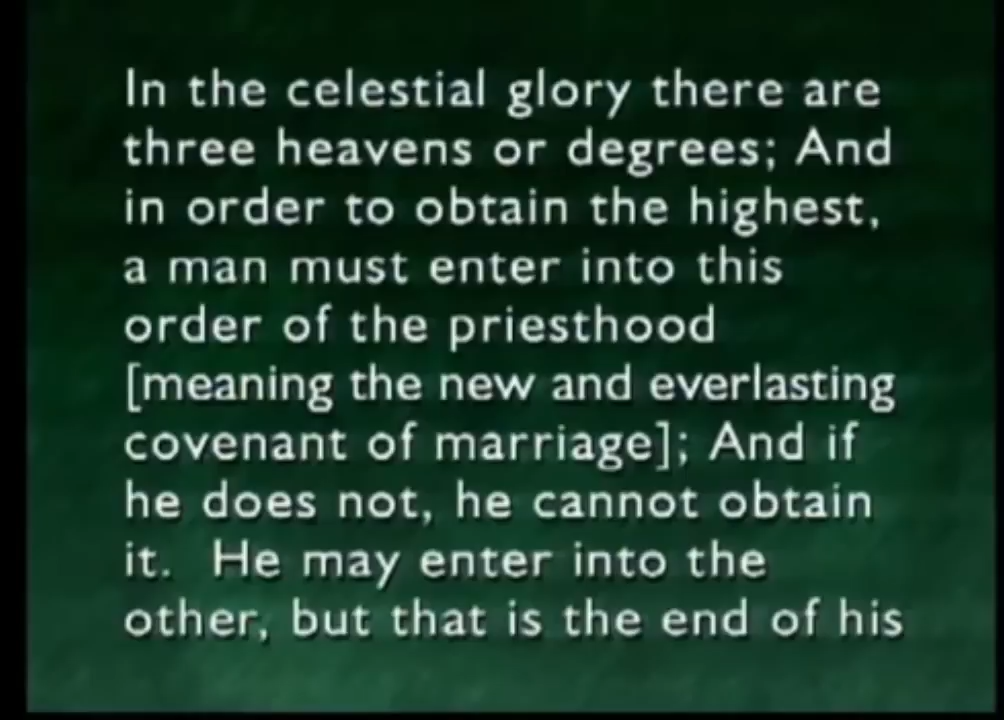 In the celestial glory there are
three heavens or degrees; And
in order to obtain the highest,
a man must enter into this
order of the priesthood
[meaning the new and everlasting
covenant of marriage]; And if
he does not, he cannot obtain
it.  He may enter into the
other, but that is the end of his